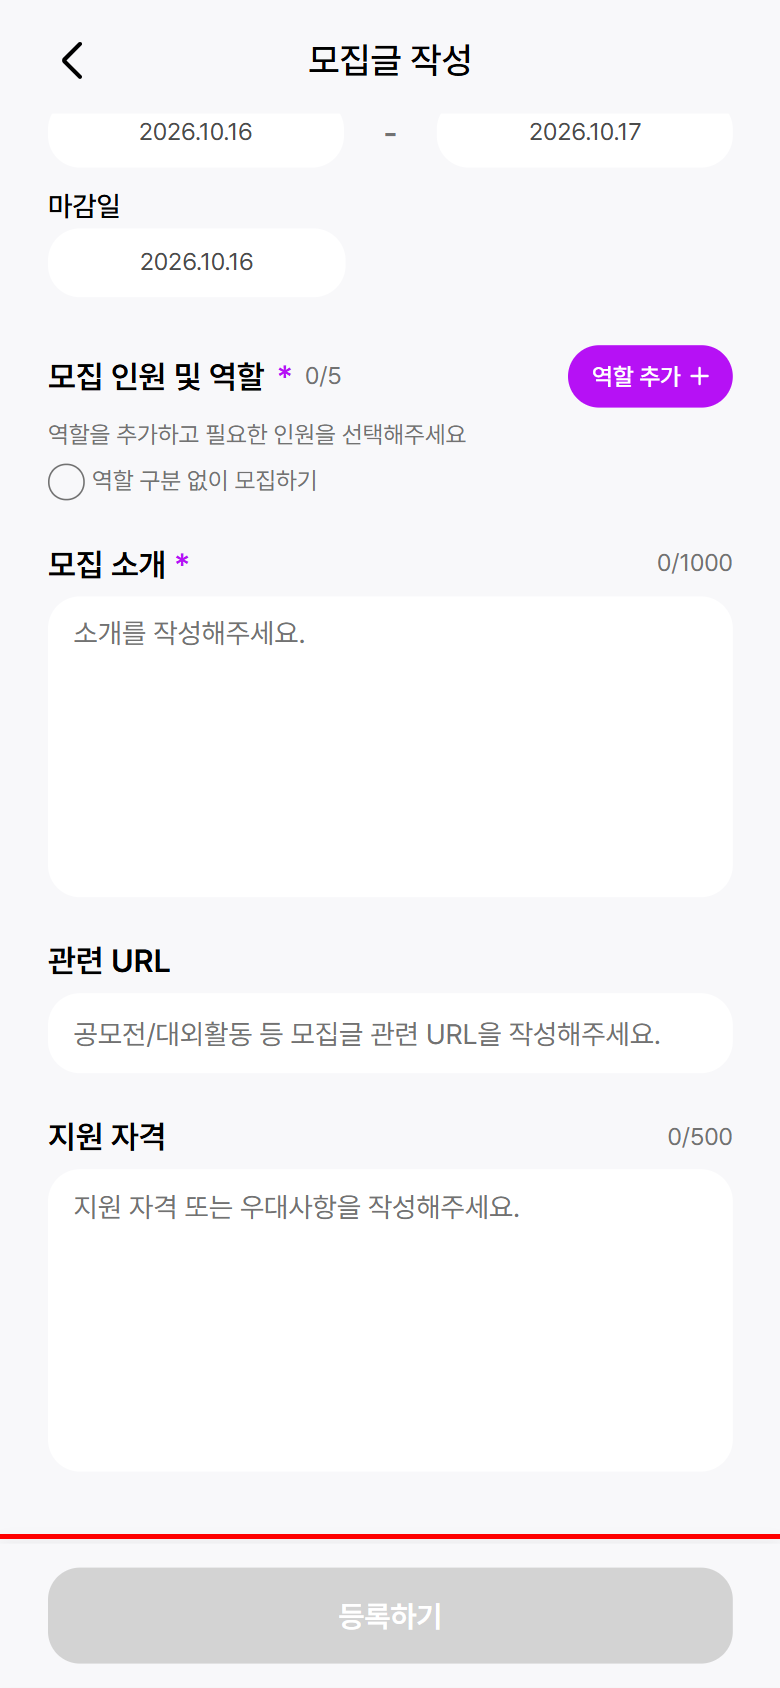 모집글 작성
2026.10.16 - 2026.10.17
마감일
2026.10.16
모집 인원 및 역할 * 0/5 역할 추가 +
역할을 추가하고 필요한 인원을 선택해주세요
역할 구분 없이 모집하기
모집 소개 * 0/1000
소개를 작성해주세요.
관련 URL
공모전/대외활동 등 모집글 관련 URL을 작성해주세요.
지원 자격 0/500
지원 자격 또는 우대사항을 작성해주세요.
등록하기